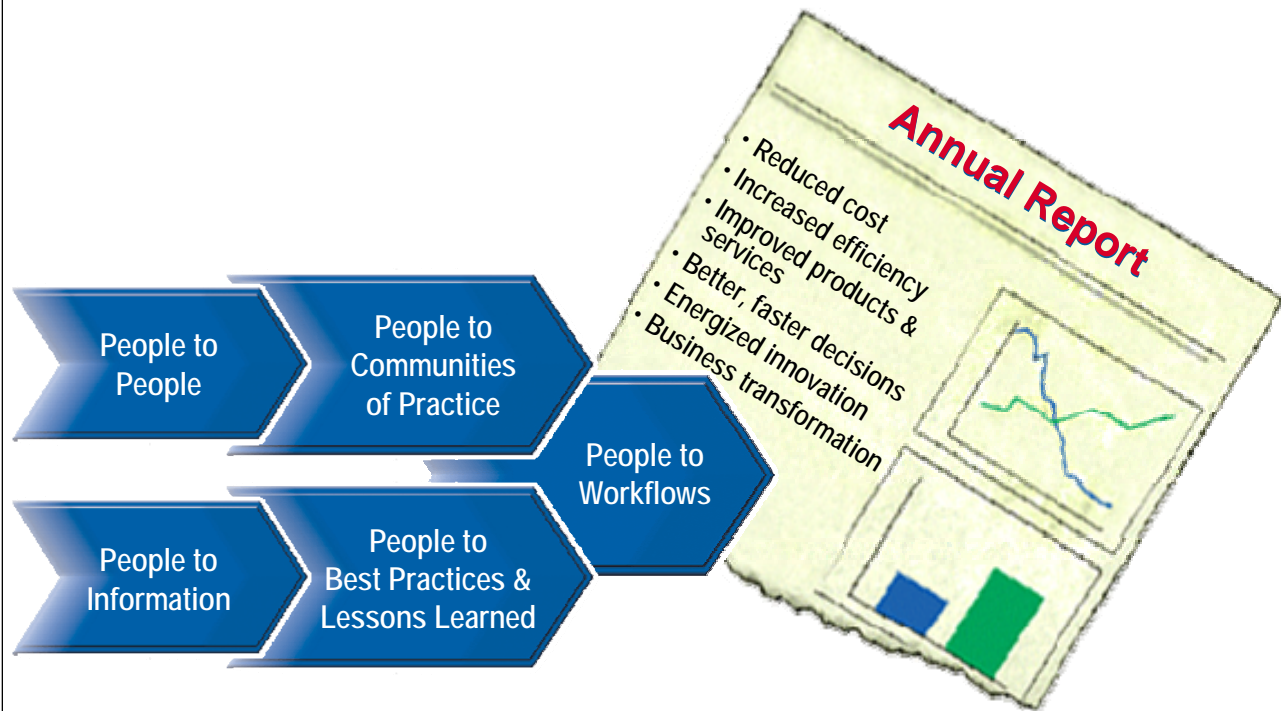 People to
People
People to
Communities
of Practice
People to
Information
People to
Best Practices &
Lessons Learned
People to
Workflows
Annual Report
• Reduced cost
• Increased efficiency
• Improved products &
services
• Better, faster decisions
• Energized innovation
• Business transformation